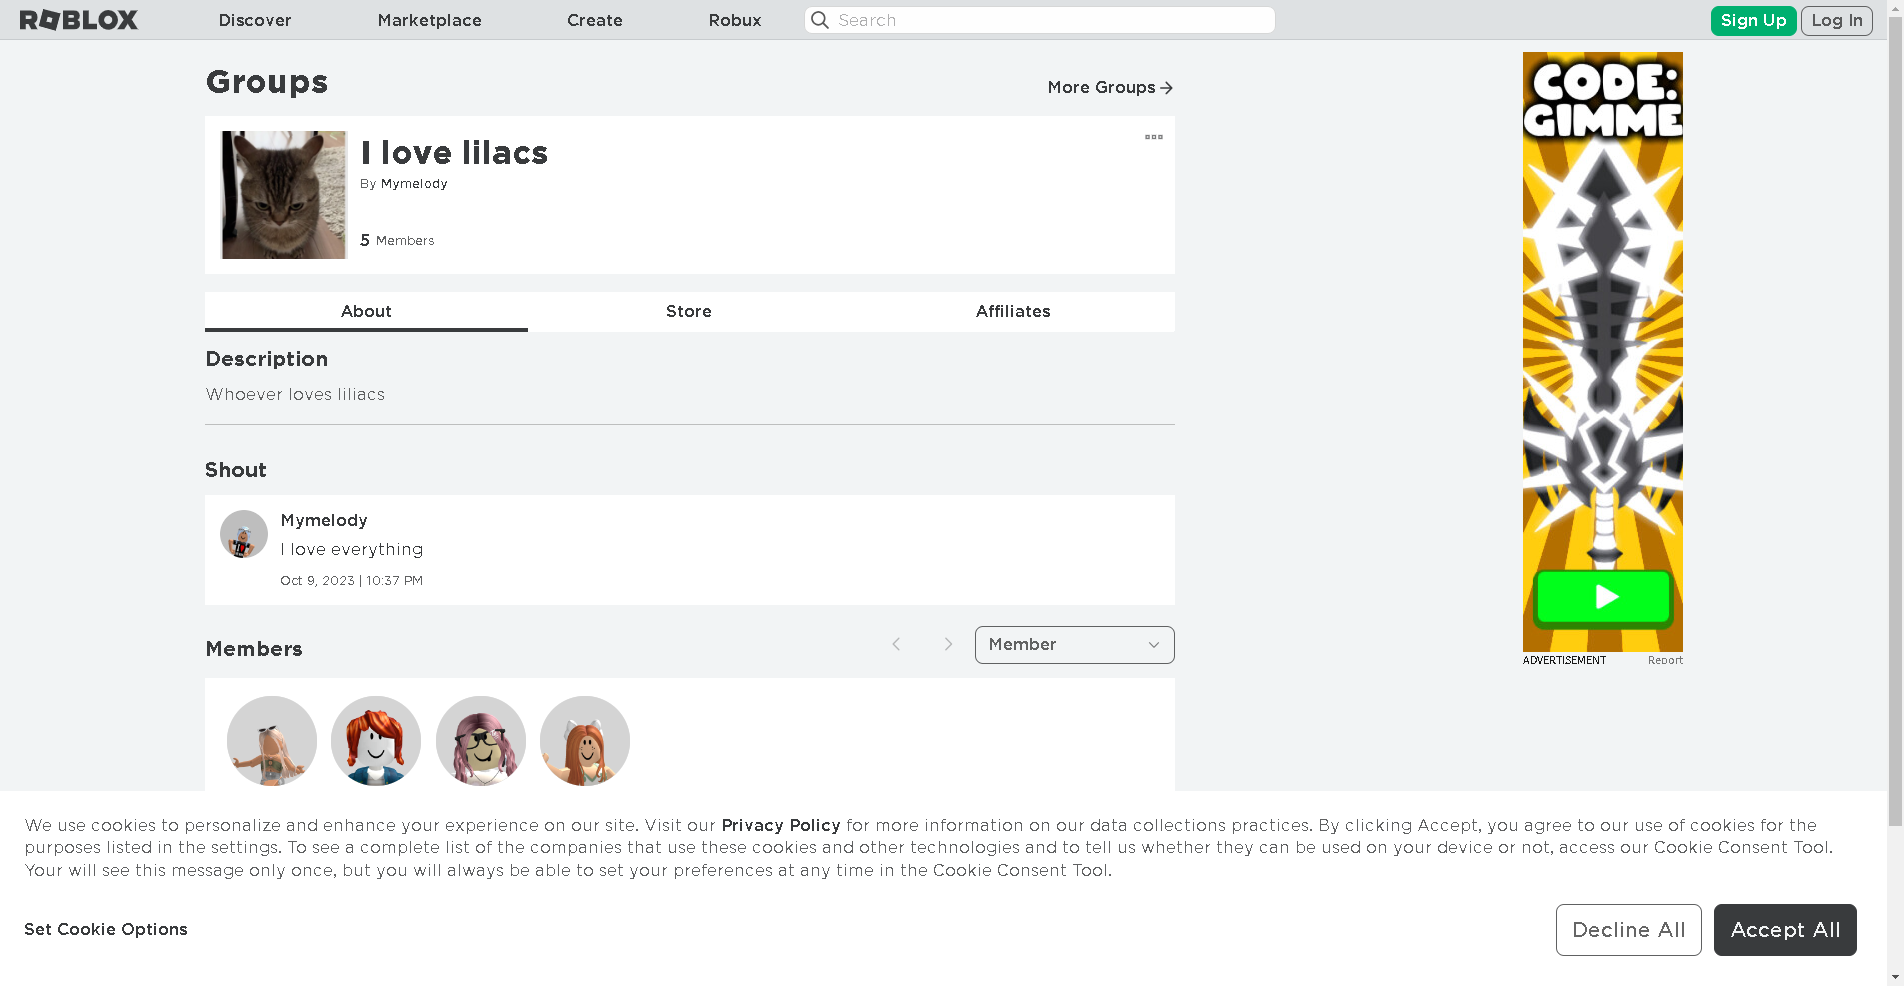 ROBLOX
Discover
Marketplace
Create
Robux
Search
Sign Up
Log In
Groups
More Groups
I love lilacs
By Mymelody
5 Members
About
Store
Affiliates
Description
Whoever loves liliacs
Shout
Mymelody
I love everything
Oct 9, 2023 | 10:37 PM
Members
Member
CODE:
GIMME
ADVERTISEMENT
Report
We use cookies to personalize and enhance your experience on our site. Visit our Privacy Policy for more information on our data collections practices. By clicking Accept, you agree to our use of cookies for the
purposes listed in the settings. To see a complete list of the companies that use these cookies and other technologies and to tell us whether they can be used on your device or not, access our Cookie Consent Tool.
Your will see this message only once, but you will always be able to set your preferences at any time in the Cookie Consent Tool.
Set Cookie Options
Decline All
Accept All